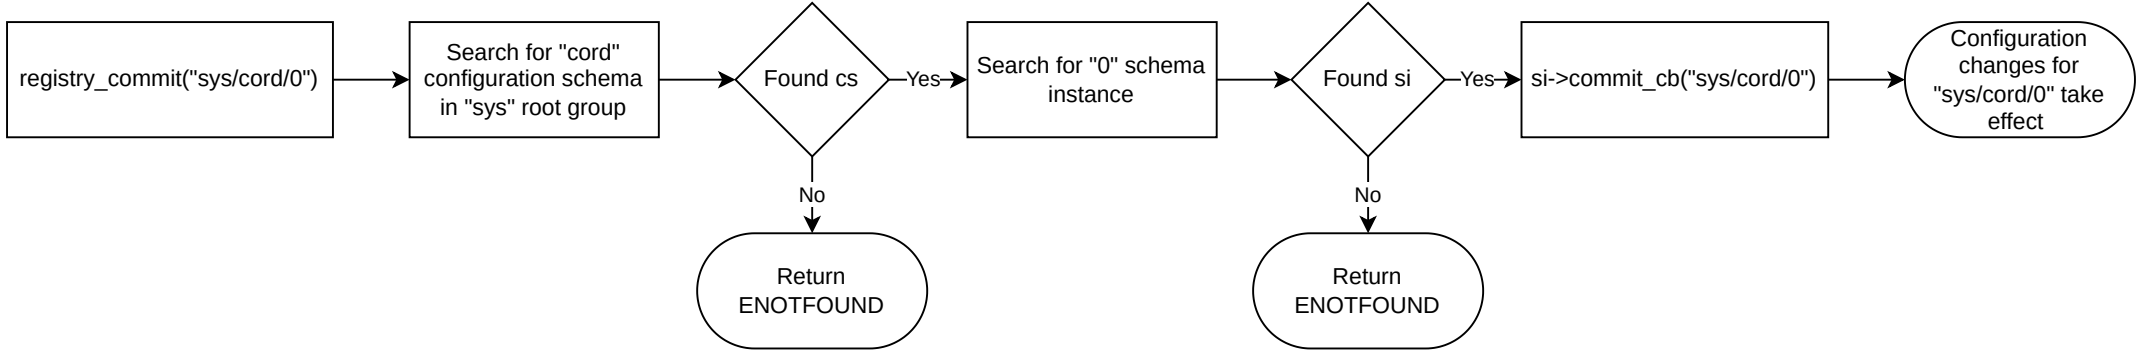 registry_commit("sys/cord/0")
Search for "cord"
configuration schema
in "sys" root group
Found cs
Yes
No
Return
ENOTFOUND
Search for "0" schema
instance
Found si
Yes
No
Return
ENOTFOUND
si->commit_cb("sys/cord/0")
Configuration
changes for
"sys/cord/0" take
effect